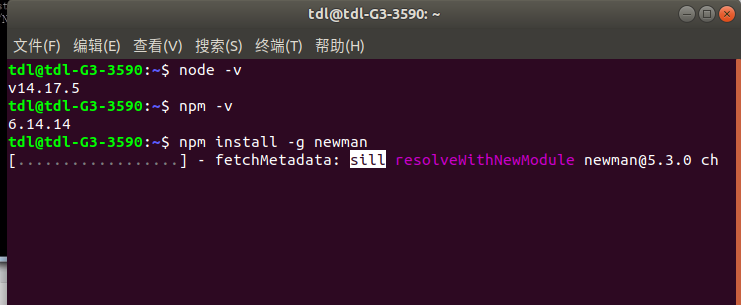 tdl@tdl-G3-3590: ~
文件(F) 编辑(E) 查看(V) 搜索(S) 终端(T) 帮助(H)
tdl@tdl-G3-3590:~$ node -v
v14.17.5
tdl@tdl-G3-3590:~$ npm -v
6.14.14
tdl@tdl-G3-3590:~$ npm install -g newman
[..................] - fetchMetadata: sill resolveWithNewModule newman@5.3.0 ch